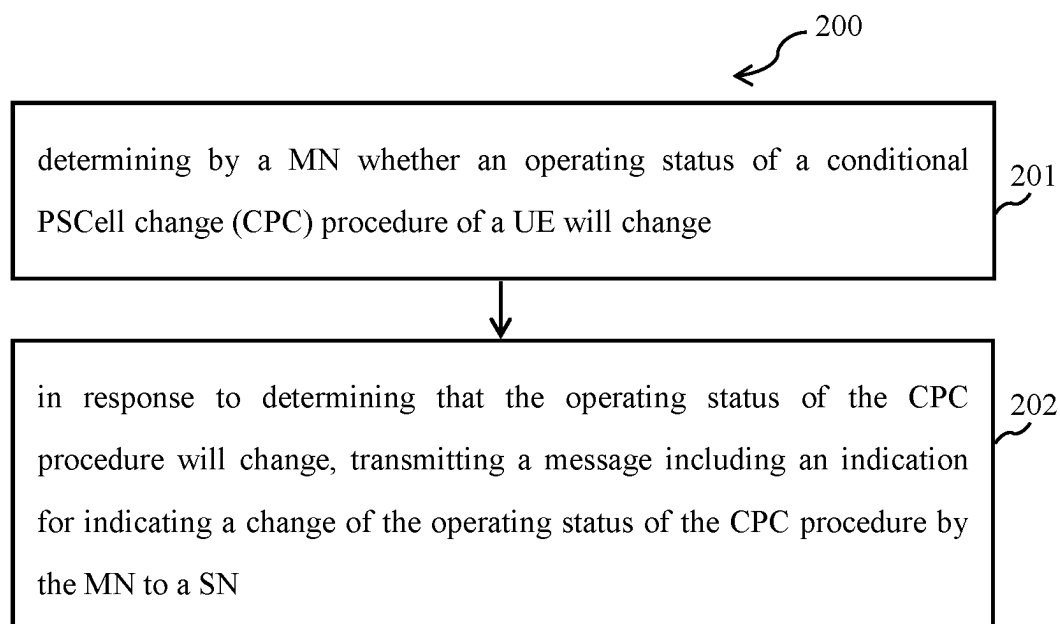 200
determining by a MN whether an operating status of a conditional
PSCell change (CPC) procedure of a UE will change
201
in response to determining that the operating status of the CPC
procedure will change, transmitting a message including an indication
for indicating a change of the operating status of the CPC procedure by
the MN to a SN
202